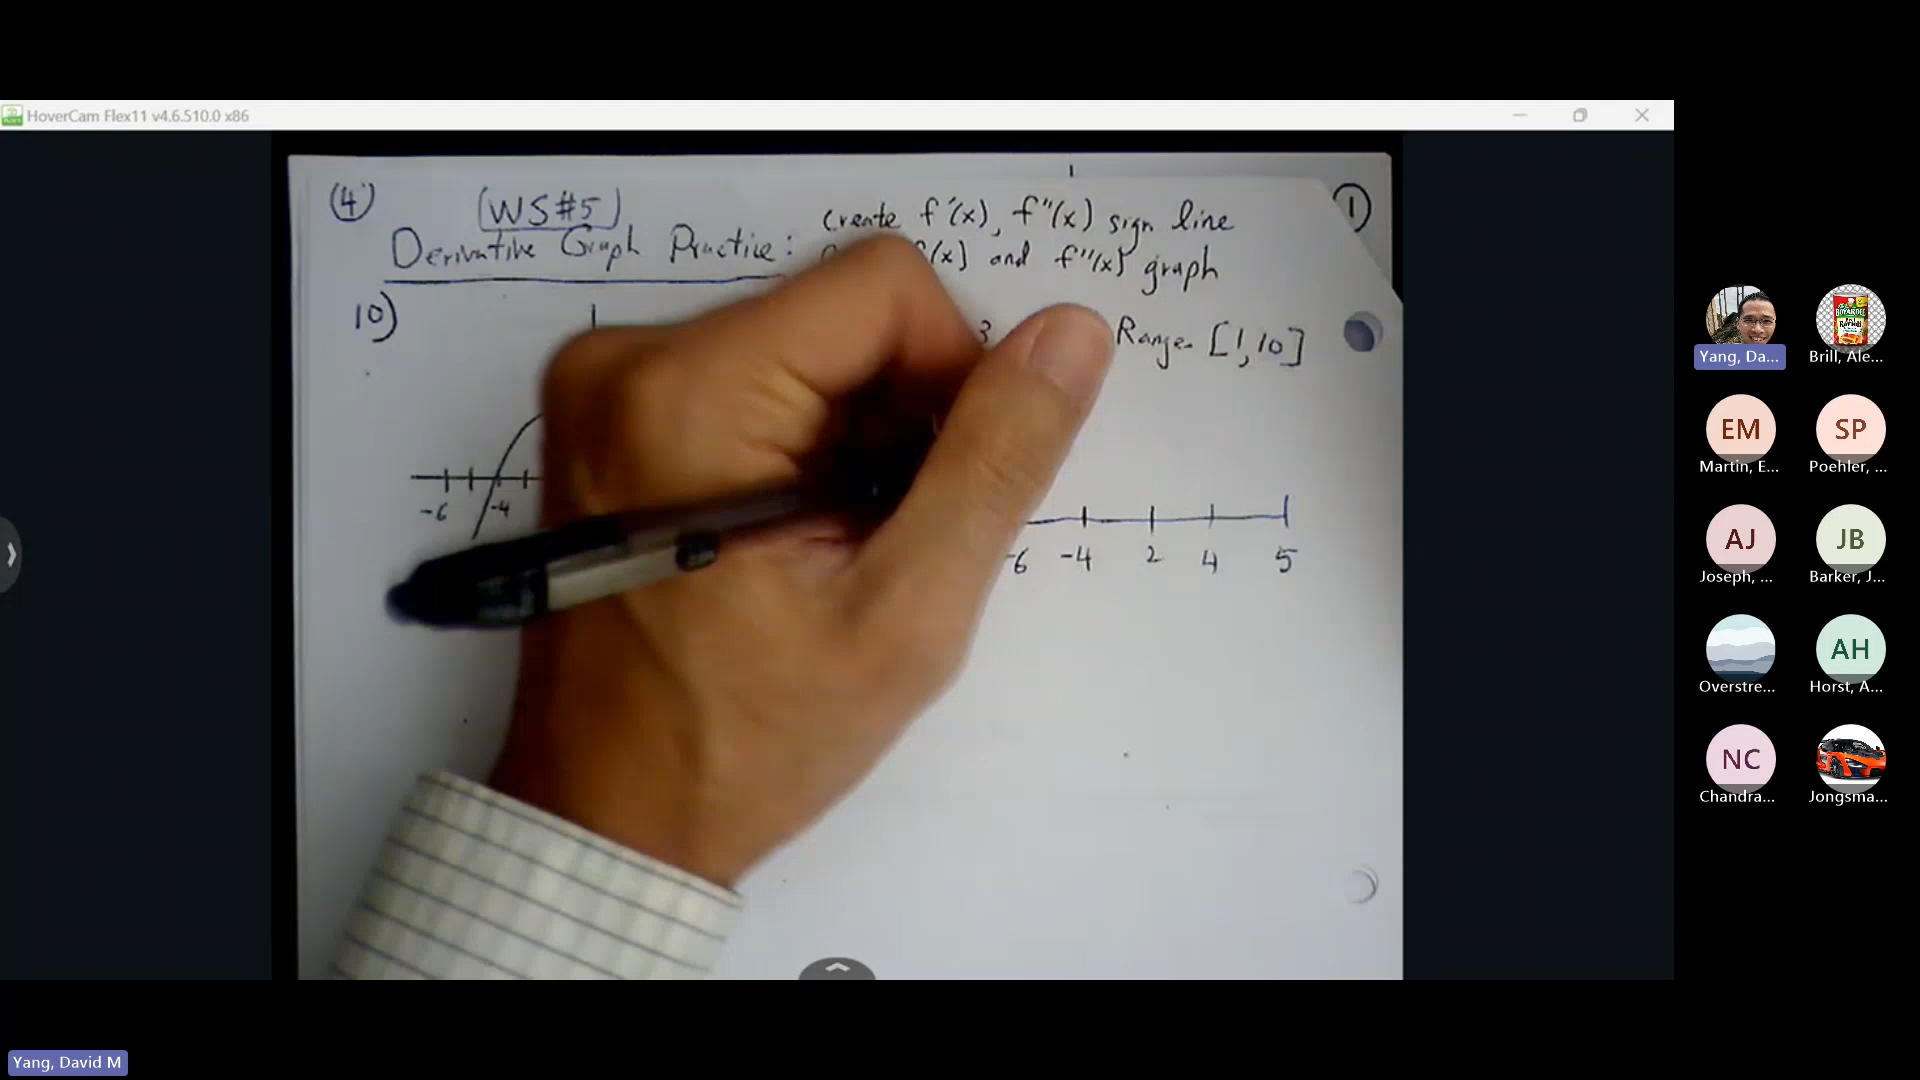 HoverCam Flex11 v4.6.510.0 x86
(4) (WS#5) Create f'(x), f"(x) sign line
Derivative Graph Practice: f(x) and f"(x) graph
①
10)
3 Range [1,10]
-6 -4
-6 -4 2 4 5
Yang, Da...
Brill, Ale...
EM
Martin, E...
SP
Poehler, ...
AJ
Joseph, ...
JB
Barker, J...
Overstre...
AH
Horst, A...
NC
Chandra...
Jongsma...
Yang, David M